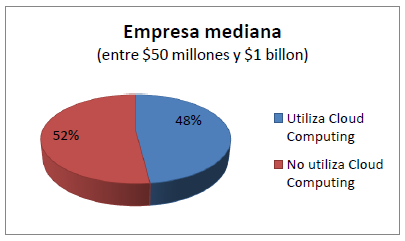 Empresa mediana
(entre $50 millones y $1 billon)
48%
52%
Utiliza Cloud
Computing
No utiliza Cloud
Computing